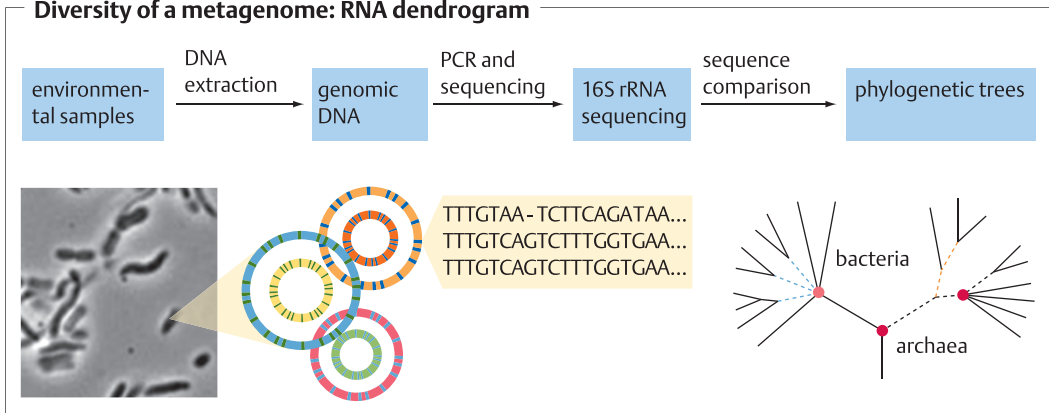 Diversity of a metagenome: RNA dendrogram
environmen-
tal samples
DNA
extraction
genomic
DNA
PCR and
sequencing
16S rRNA
sequencing
sequence
comparison
phylogenetic trees
TTTGTAA-TCTTCAGATAA...
TTTGTCAGTCTTTGGTGAA...
TTTGTCAGTCTTTGGTGAA...
bacteria
archaea